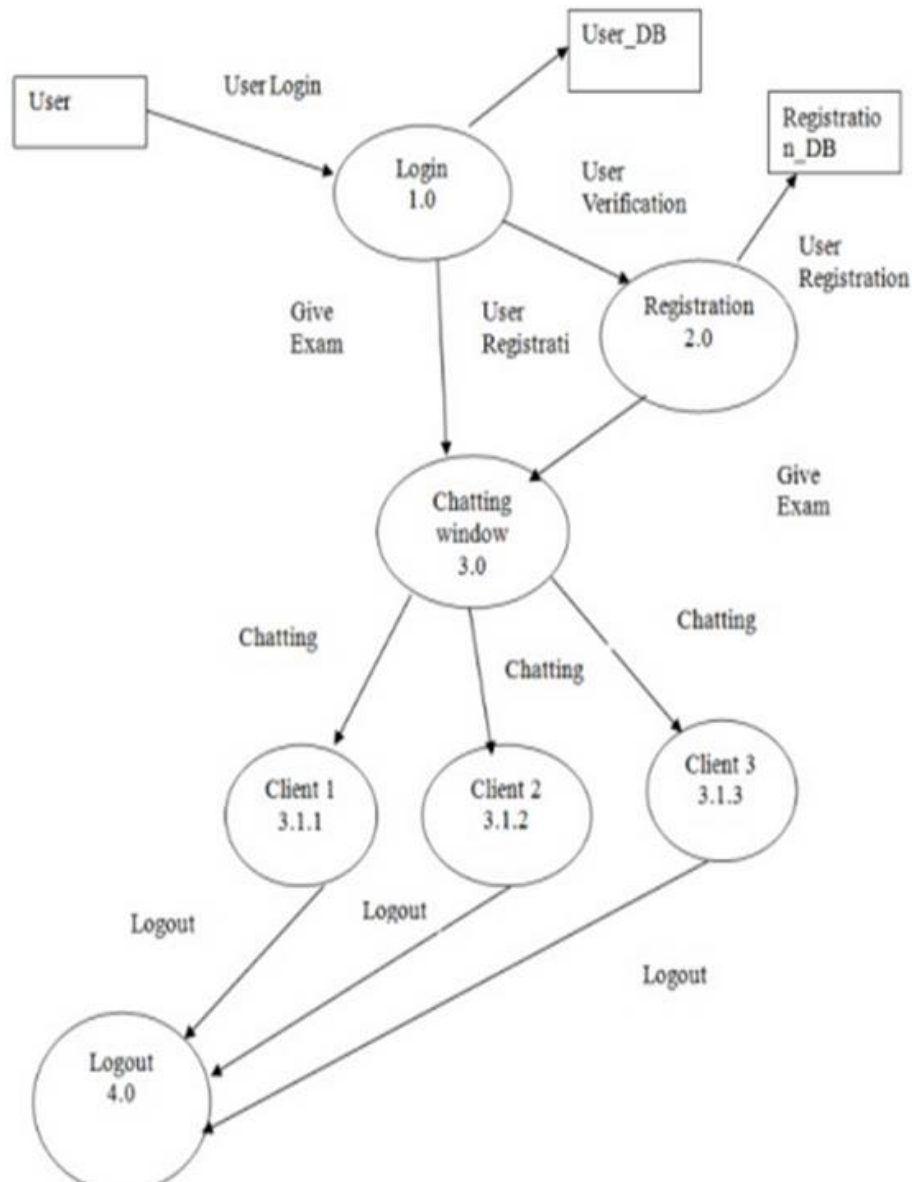 User_DB
User Login
User
Registratio
n_DB
Login
1.0
User
Verification
User
Registration
Give
Exam
User
Registrati
Registration
2.0
Chatting
window
3.0
Give
Exam
Chatting
Chatting
Chatting
Client 1
3.1.1
Client 2
3.1.2
Client 3
3.1.3
Logout
Logout
Logout
Logout
4.0